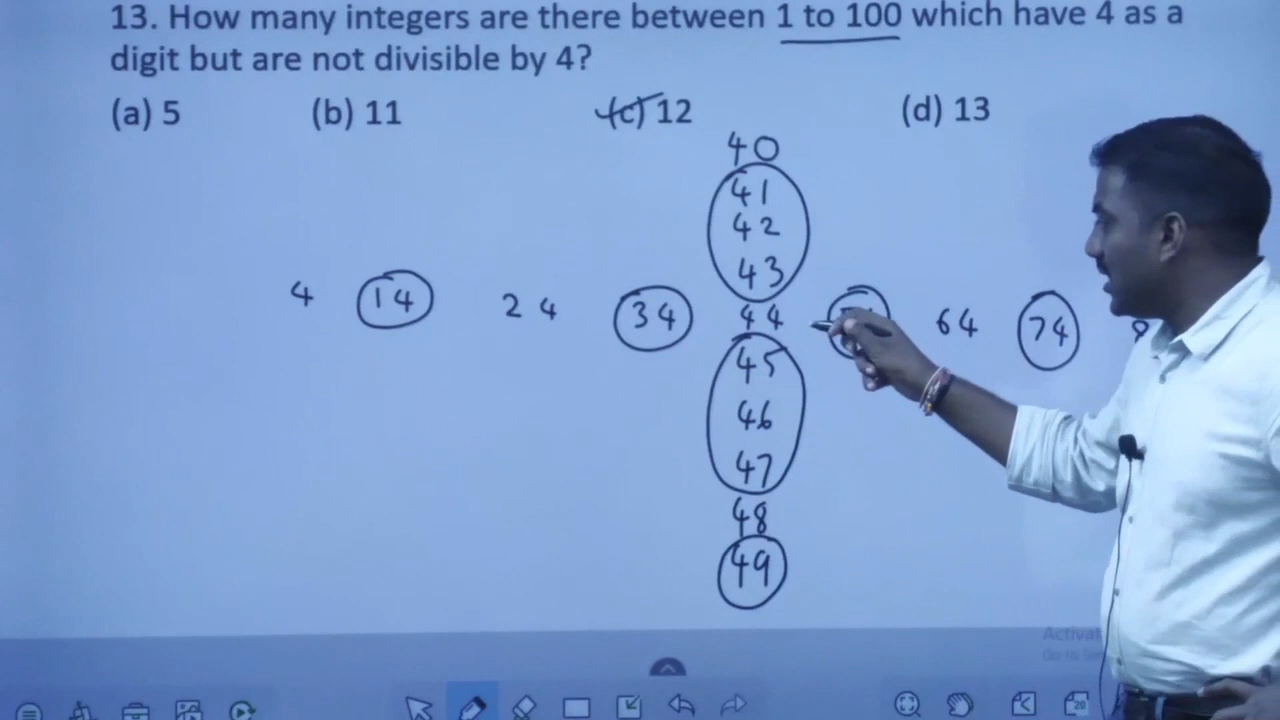 13. How many integers are there between 1 to 100 which have 4 as a
digit but are not divisible by 4?
(a) 5 (b) 11 (c) 12 (d) 13
40
41
42
43
4 14 24 34 44 64 74
45
46
47
48
49
20